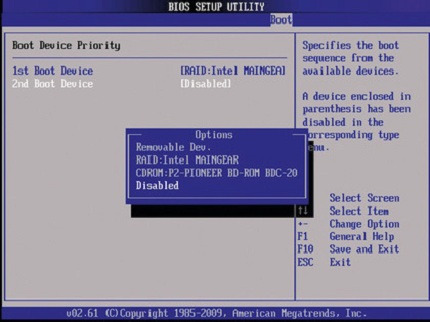 BIOS SETUP UTILITY
Boot
Boot Device Priority
1st Boot Device [RAID:Intel MAINGEA]
2nd Boot Device [Disabled]
Options
Removable Dev.
RAID:Intel MAINGEAR
CDROM:P2-PIONEER BD-ROM BDC-20
Disabled
Specifies the boot
sequence from the
available devices.
A device enclosed in
parenthesis has been
disabled in the
orresponding type
enu.
Select Screen
↑↓ Select Item
+- Change Option
F1 General Help
F10 Save and Exit
ESC Exit
v02.61 (C)Copyright 1985-2009, American Megatrends, Inc.